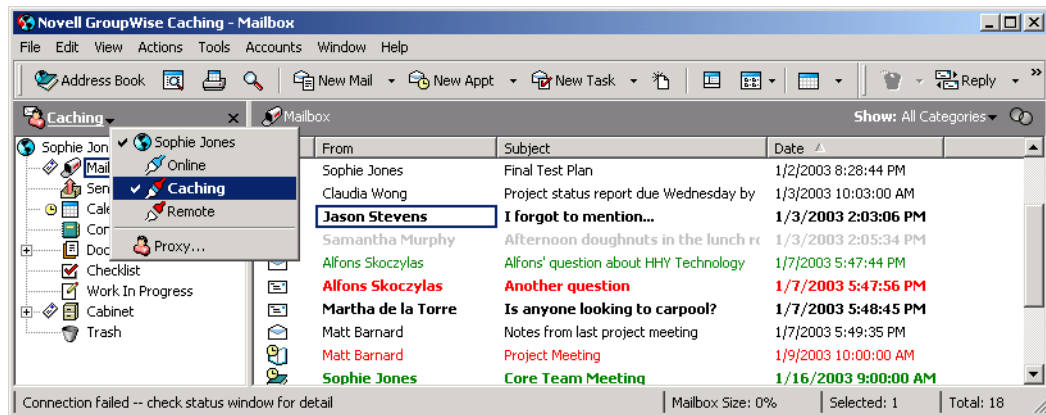 Novell GroupWise Caching - Mailbox
File Edit View Actions Tools Accounts Window Help
Address Book New Mail New Appt New Task Reply »
Caching Mailbox Show: All Categories
Sophie Jon
Sophie Jones
Online
Caching
Remote
Proxy...
Mail
Sen
Cale
Con
Doc
Checklist
Work In Progress
Cabinet
Trash
From Subject Date
Sophie Jones Final Test Plan 1/2/2003 8:28:44 PM
Claudia Wong Project status report due Wednesday by 1/3/2003 10:03:00 AM
Jason Stevens I forgot to mention... 1/3/2003 2:03:06 PM
Samantha Murphy Afternoon doughnuts in the lunch ro 1/3/2003 2:05:34 PM
Alfons Skoczylas Alfons' question about HHY Technology 1/7/2003 5:47:44 PM
Alfons Skoczylas Another question 1/7/2003 5:47:56 PM
Martha de la Torre Is anyone looking to carpool? 1/7/2003 5:48:45 PM
Matt Barnard Notes from last project meeting 1/7/2003 5:49:35 PM
Matt Barnard Project Meeting 1/9/2003 10:00:00 AM
Sophie Jones Core Team Meeting 1/16/2003 9:00:00 AM
Connection failed -- check status window for detail Mailbox Size: 0% Selected: 1 Total: 18